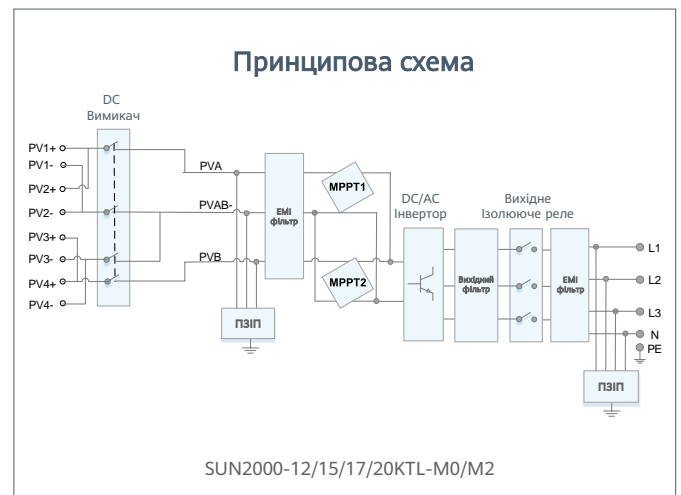 Принципова схема
DC
Вимикач
PV1+
PV1-
PV2+
PV2-
PV3+
PV3-
PV4+
PV4-
PVA
PVAB-
PVB
ПЗІП
EMI
фільтр
MPPT1
MPPT2
DC/AC
Інвертор
Вихідний
фільтр
Вихідне
Ізолююче реле
EMI
фільтр
L1
L2
L3
N
PE
ПЗІП
SUN2000-12/15/17/20KTL-M0/M2